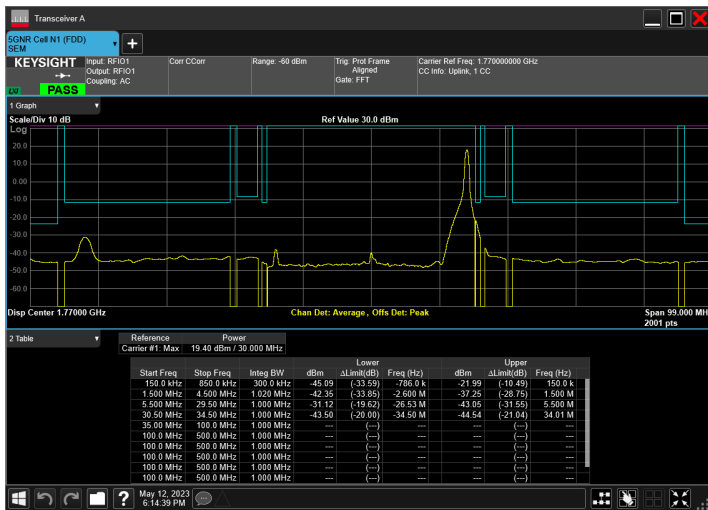 Transceiver A
5GNR Cell N1 (FDD)
SEM
KEYSIGHT
PASS
Input: RFIO1
Output: RFIO1
Coupling: AC
Corr CCorr
Range: -60 dBm
Trig: Prot Frame
Aligned
Gate: FFT
Carrier Ref Freq: 1.770000000 GHz
CC Info: Uplink, 1 CC
1 Graph
Scale/Div 10 dB
Ref Value 30.0 dBm
Log
20.0
10.0
0.00
-10.0
-20.0
-30.0
-40.0
-50.0
-60.0
Disp Center 1.77000 GHz
Chan Det: Average, Offs Det: Peak
Span 99.000 MH
2001 pts
2 Table
Reference Power
Carrier #1: Max 19.40 dBm / 30.000 MHz
Lower Upper
Start Freq Stop Freq Integ BW dBm ΔLimit(dB) Freq (Hz) dBm ΔLimit(dB) Freq (Hz)
150.0 kHz 850.0 kHz 300.0 kHz -45.09 (-33.59) -786.0 k -21.99 (-10.49) 150.0 k
1.500 MHz 4.500 MHz 1.020 MHz -42.35 (-33.85) -2.600 M -37.25 (-28.75) 1.500 M
5.500 MHz 29.50 MHz 1.000 MHz -31.12 (-19.62) -26.53 M -43.05 (-31.55) 5.500 M
30.50 MHz 34.50 MHz 1.000 MHz -43.50 (-20.00) -34.50 M -44.54 (-21.04) 34.01 M
35.00 MHz 100.0 MHz 1.000 MHz --- (---) --- --- (---) ---
100.0 MHz 500.0 MHz 1.000 MHz --- (---) --- --- (---) ---
100.0 MHz 500.0 MHz 1.000 MHz --- (---) --- --- (---) ---
100.0 MHz 500.0 MHz 1.000 MHz --- (---) --- --- (---) ---
100.0 MHz 500.0 MHz 1.000 MHz --- (---) --- --- (---) ---
100.0 MHz 500.0 MHz 1.000 MHz --- (---) --- --- (---) ---
May 12, 2023
6:14:39 PM